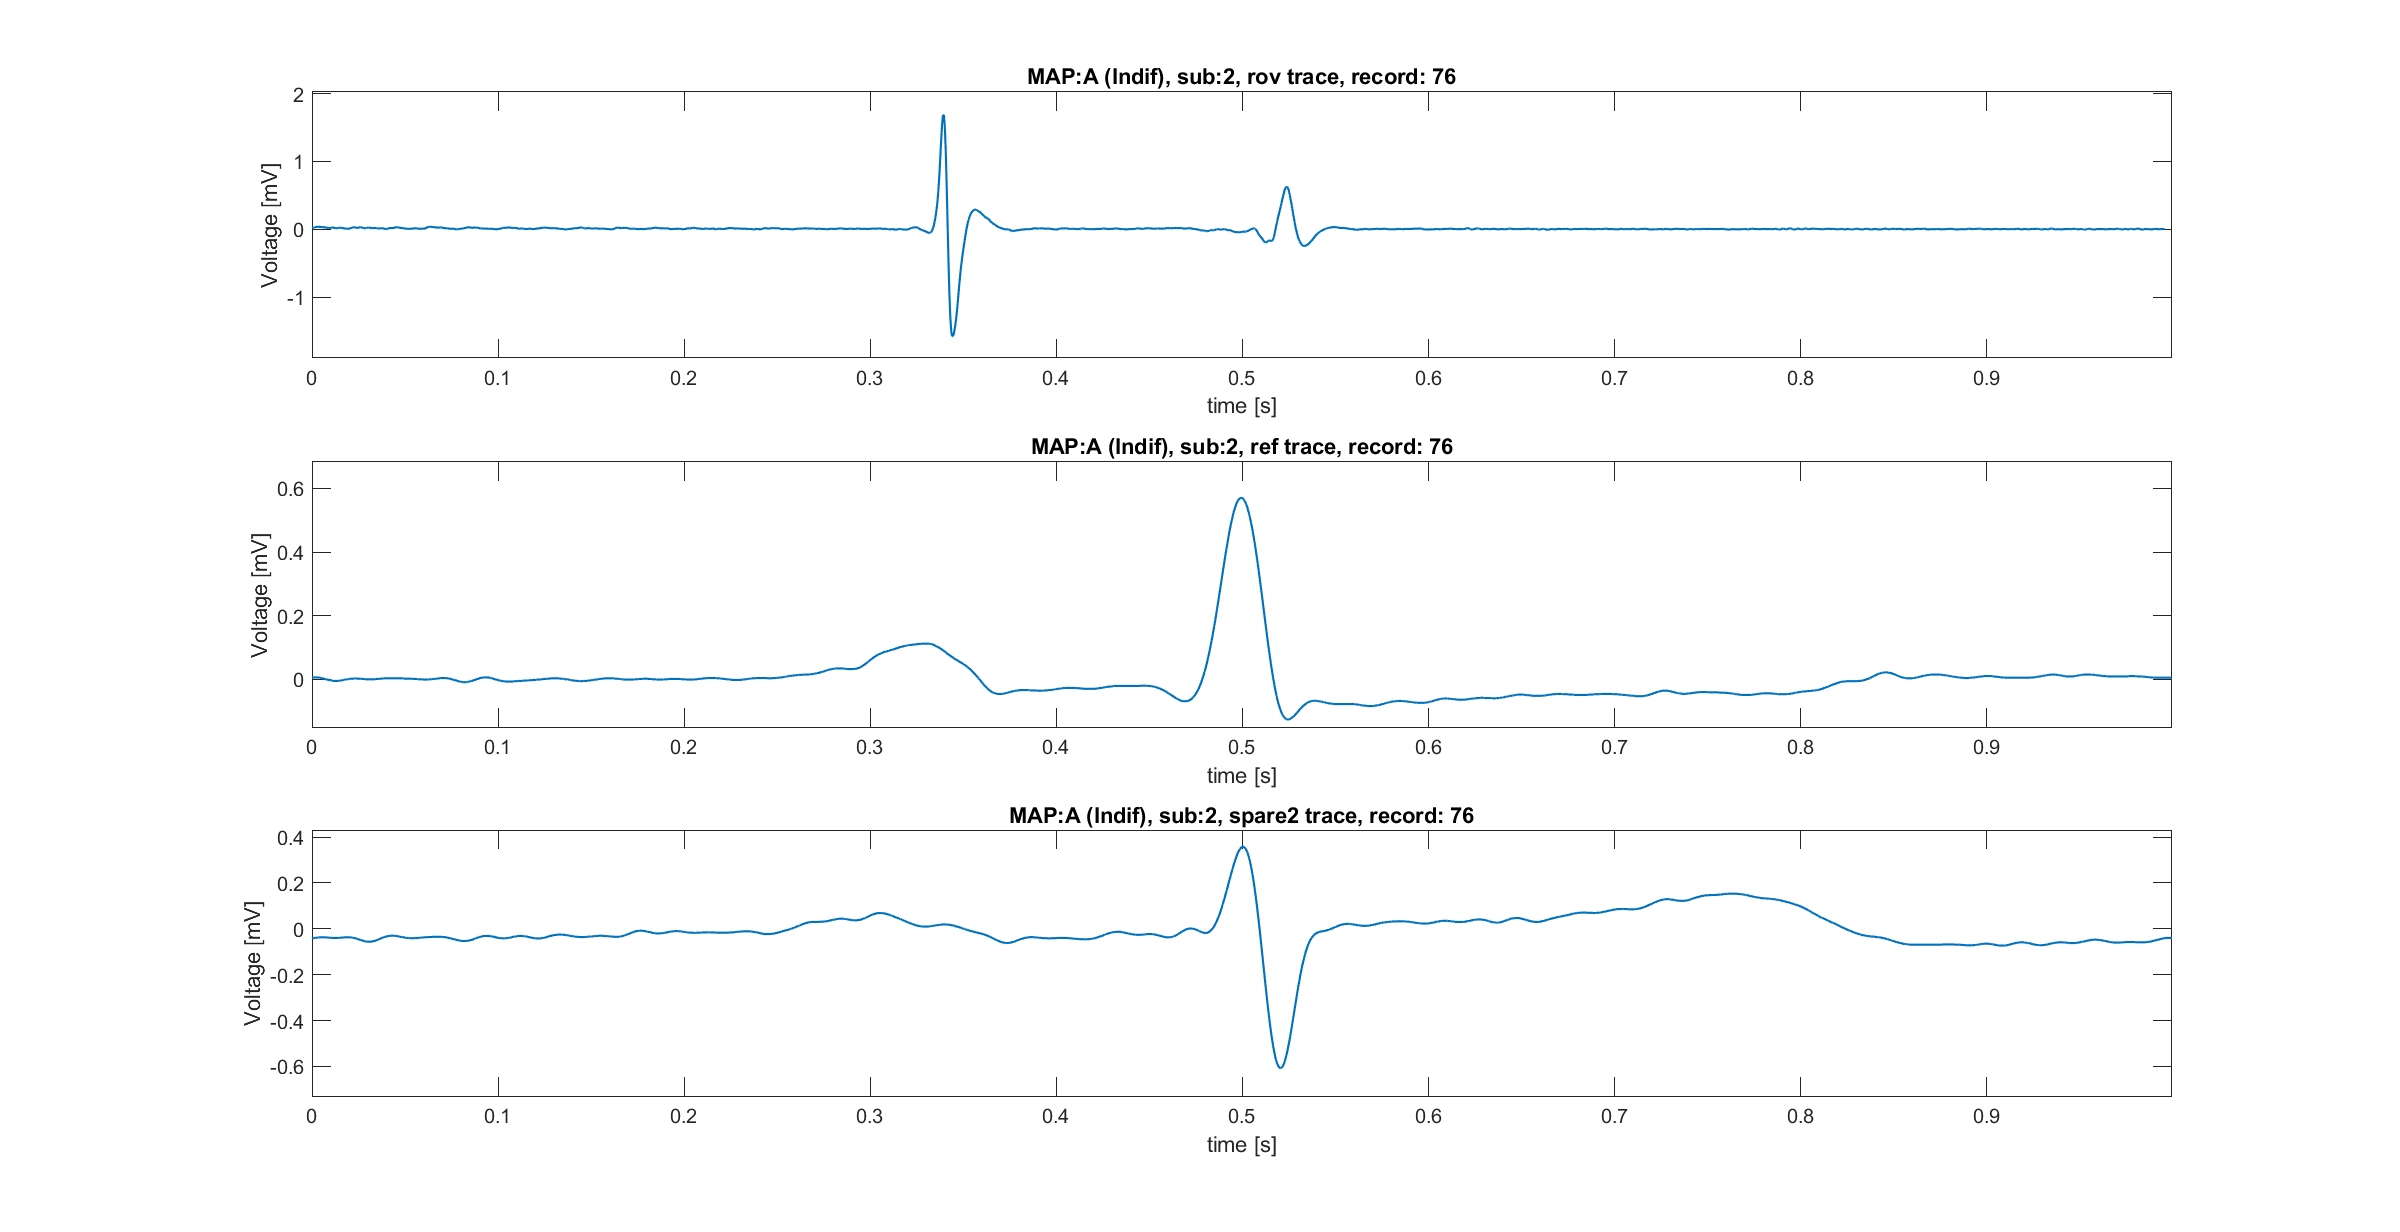 MAP:A (Indif), sub:2, rov trace, record: 76
Voltage [mV]
2
1
0
-1
0 0.1 0.2 0.3 0.4 0.5 0.6 0.7 0.8 0.9
time [s]
MAP:A (Indif), sub:2, ref trace, record: 76
Voltage [mV]
0.6
0.4
0.2
0
0 0.1 0.2 0.3 0.4 0.5 0.6 0.7 0.8 0.9
time [s]
MAP:A (Indif), sub:2, spare2 trace, record: 76
Voltage [mV]
0.4
0.2
0
-0.2
-0.4
-0.6
0 0.1 0.2 0.3 0.4 0.5 0.6 0.7 0.8 0.9
time [s]